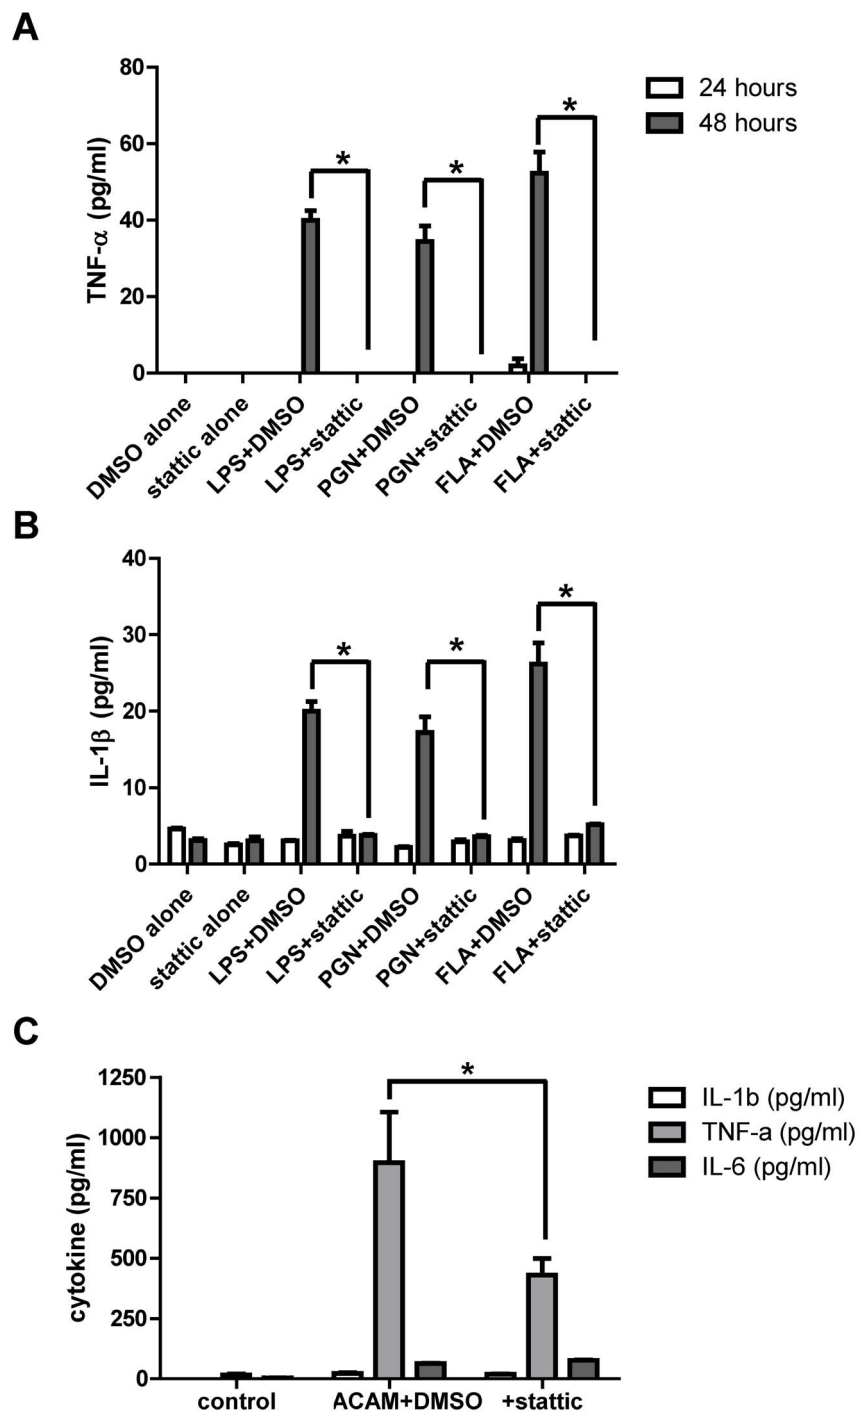 A
80
60
40
20
0
TNF-α (pg/ml)
24 hours
48 hours
*
*
*
DMSO alone
stattic alone
LPS+DMSO
LPS+stattic
PGN+DMSO
PGN+stattic
FLA+DMSO
FLA+stattic
B
40
30
20
10
0
IL-1β (pg/ml)
*
*
*
DMSO alone
stattic alone
LPS+DMSO
LPS+stattic
PGN+DMSO
PGN+stattic
FLA+DMSO
FLA+stattic
C
1250
1000
750
500
250
0
cytokine (pg/ml)
*
IL-1b (pg/ml)
TNF-a (pg/ml)
IL-6 (pg/ml)
control
ACAM+DMSO
+stattic